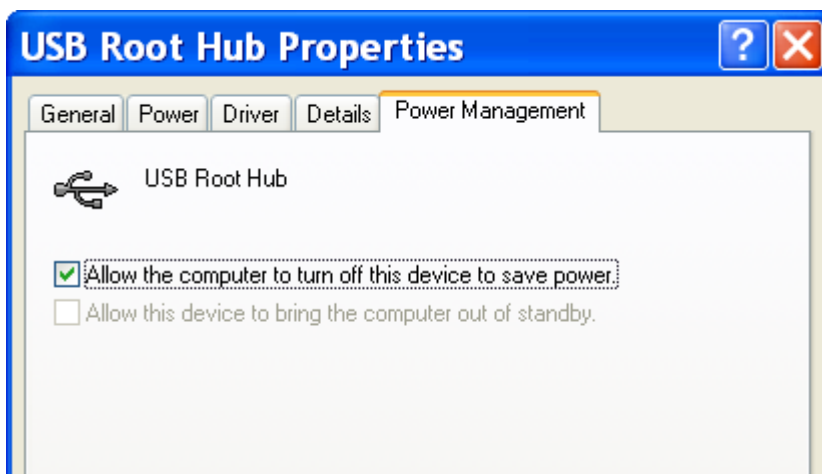 USB Root Hub Properties
General Power Driver Details Power Management
USB Root Hub
Allow the computer to turn off this device to save power.
Allow this device to bring the computer out of standby.